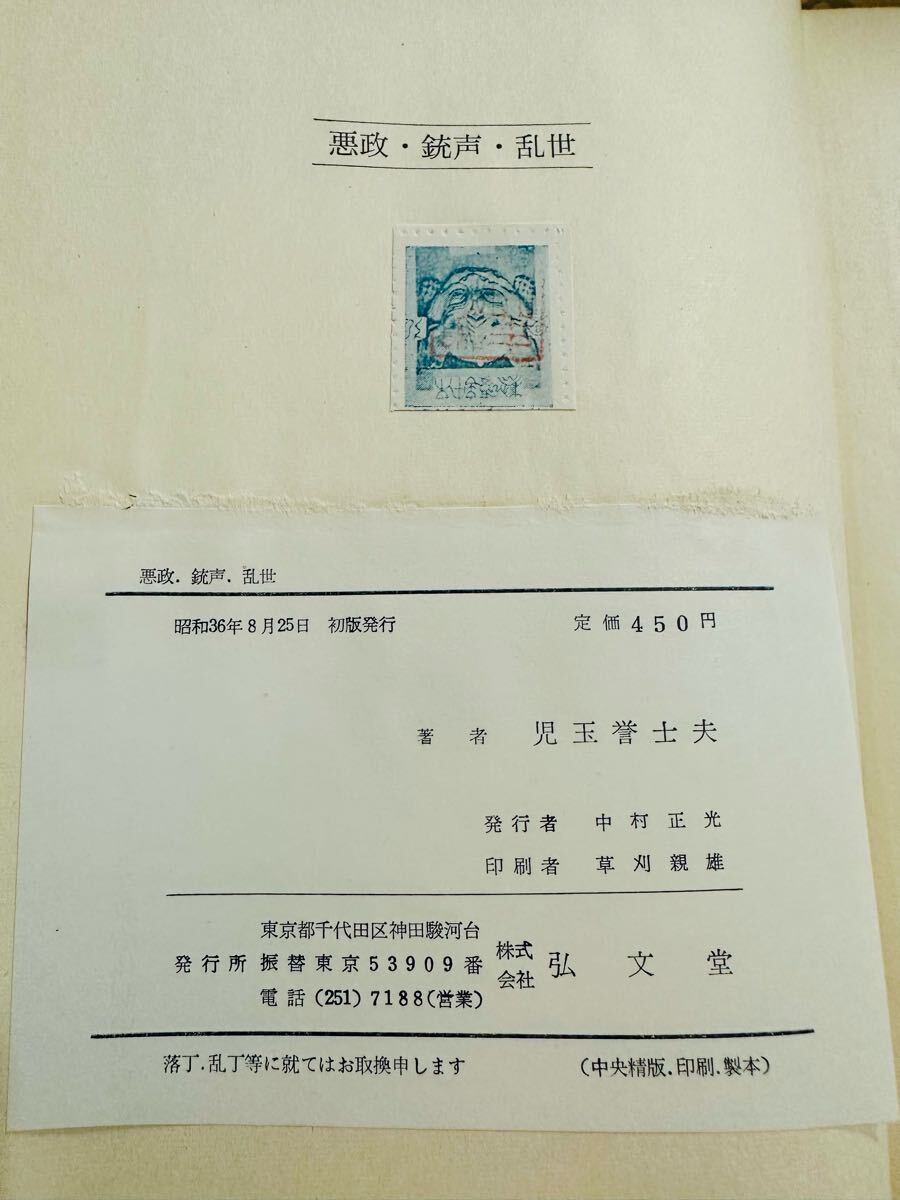 悪政・銃声・乱世
悪政．銃声．乱世
昭和36年8月25日　初版発行　定価450円
著者　児玉誉士夫
発行者　中村正光
印刷者　草刈親雄
東京都千代田区神田駿河台
発行所　振替東京53909番　株式会社　弘文堂
電話（251）7188（営業）
落丁．乱丁等に就てはお取換申します　（中央精版．印刷．製本）